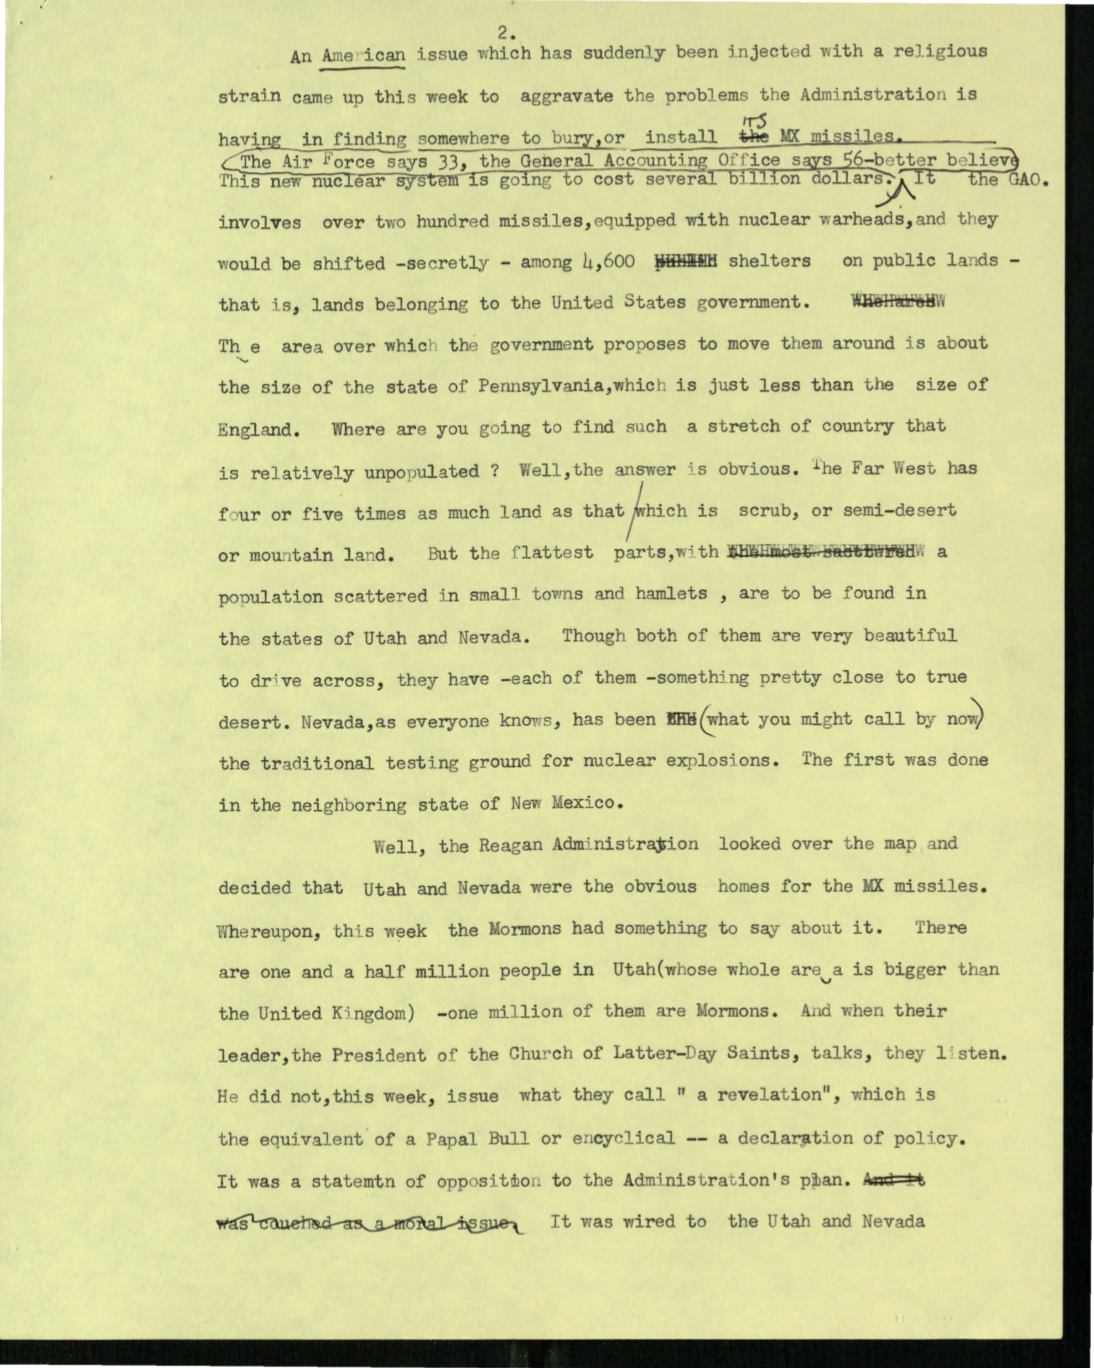 2.
An American issue which has suddenly been injected with a religious
strain came up this week to aggravate the problems the Administration is
having in finding somewhere to bury,or install the ITS MX missiles.
(The Air Force says 33, the General Accounting Office says 56-better believe)
This new nuclear system is going to cost several billion dollars. It the GAO.
involves over two hundred missiles,equipped with nuclear warheads,and they
would be shifted -secretly - among 4,600 shelters on public lands -
that is, lands belonging to the United States government.
Th e area over which the government proposes to move them around is about
the size of the state of Pennsylvania,which is just less than the size of
England. Where are you going to find such a stretch of country that
is relatively unpopulated ? Well,the answer is obvious. The Far West has
four or five times as much land as that which is scrub, or semi-desert
or mountain land. But the flattest parts,with the most sacttered a
population scattered in small towns and hamlets , are to be found in
the states of Utah and Nevada. Though both of them are very beautiful
to drive across, they have -each of them -something pretty close to true
desert. Nevada,as everyone knows, has been (what you might call by now)
the traditional testing ground for nuclear explosions. The first was done
in the neighboring state of New Mexico.
Well, the Reagan Administration looked over the map and
decided that Utah and Nevada were the obvious homes for the MX missiles.
Whereupon, this week the Mormons had something to say about it. There
are one and a half million people in Utah(whose whole are a is bigger than
the United Kingdom) -one million of them are Mormons. And when their
leader,the President of the Church of Latter-Day Saints, talks, they listen.
He did not,this week, issue what they call " a revelation", which is
the equivalent of a Papal Bull or encyclical -- a declaration of policy.
It was a statemtn of opposition to the Administration's plan. And it
was couched as a moral issue, It was wired to the Utah and Nevada